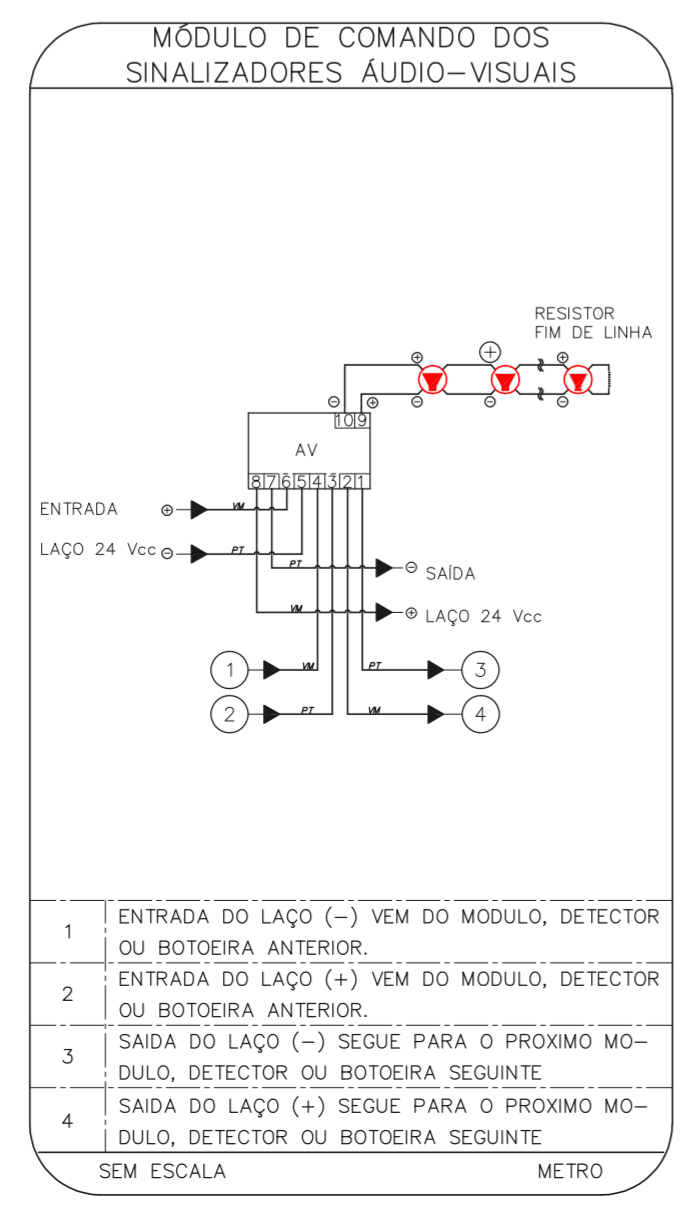 MÓDULO DE COMANDO DOS
SINALIZADORES ÁUDIO-VISUAIS
RESISTOR
FIM DE LINHA
10 9
AV
8 7 6 5 4 3 2 1
ENTRADA
VM
LAÇO 24 Vcc
PT
PT
SAÍDA
VM
LAÇO 24 Vcc
1
VM
PT
3
2
PT
VM
4
1
ENTRADA DO LAÇO (-) VEM DO MODULO, DETECTOR
OU BOTOEIRA ANTERIOR.
2
ENTRADA DO LAÇO (+) VEM DO MODULO, DETECTOR
OU BOTOEIRA ANTERIOR.
3
SAIDA DO LAÇO (-) SEGUE PARA O PROXIMO MO-
DULO, DETECTOR OU BOTOEIRA SEGUINTE
4
SAIDA DO LAÇO (+) SEGUE PARA O PROXIMO MO-
DULO, DETECTOR OU BOTOEIRA SEGUINTE
SEM ESCALA
METRO